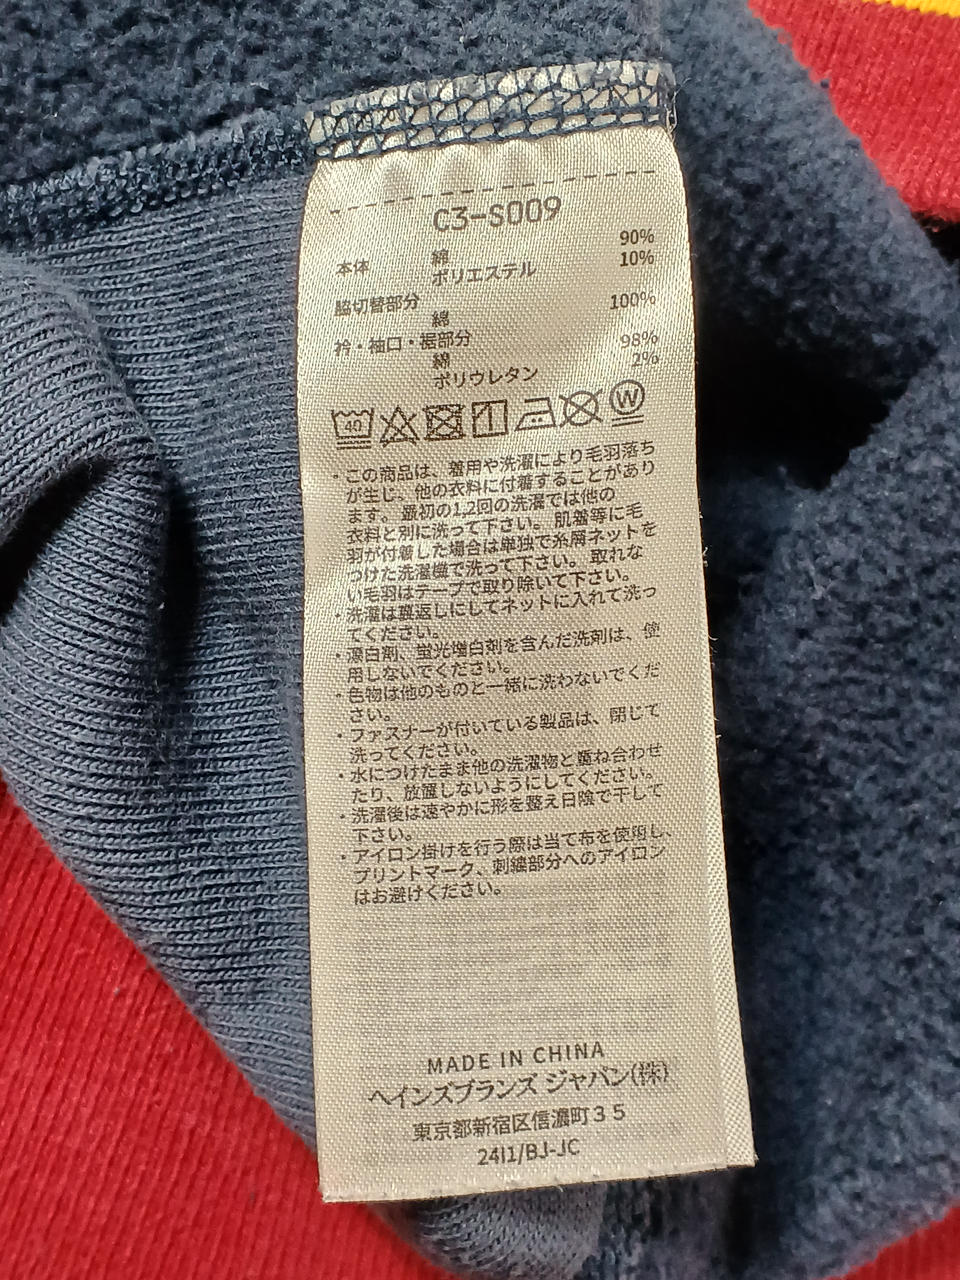 C3-S009
本体 綿 90%
ポリエステル 10%
脇切替部分
綿 100%
衿・袖口・裾部分
綿 98%
ポリウレタン 2%
40 W
・この商品は、着用や洗濯により毛羽落ち
が生じ、他の衣料に付着することがあり
ます。最初の1,2回の洗濯では他の
衣料と別に洗って下さい。肌着等に毛
羽が付着した場合は単独で糸屑ネットを
つけた洗濯機で洗って下さい。取れな
い毛羽はテープで取り除いて下さい。
・洗濯は裏返しにしてネットに入れて洗っ
てください。
・漂白剤、蛍光増白剤を含んだ洗剤は、使
用しないでください。
・色物は他のものと一緒に洗わないでくだ
さい。
・ファスナーが付いている製品は、閉じて
洗ってください。
・水につけたまま他の洗濯物と重ね合わせ
たり、放置しないようにしてください。
・洗濯後は速やかに形を整え日陰で干して
下さい。
・アイロン掛けを行う際は当て布を使用し、
プリントマーク、刺繍部分へのアイロン
はお避けください。
MADE IN CHINA
ヘインズブランズ ジャパン(株)
東京都新宿区信濃町35
24I1/BJ-JC